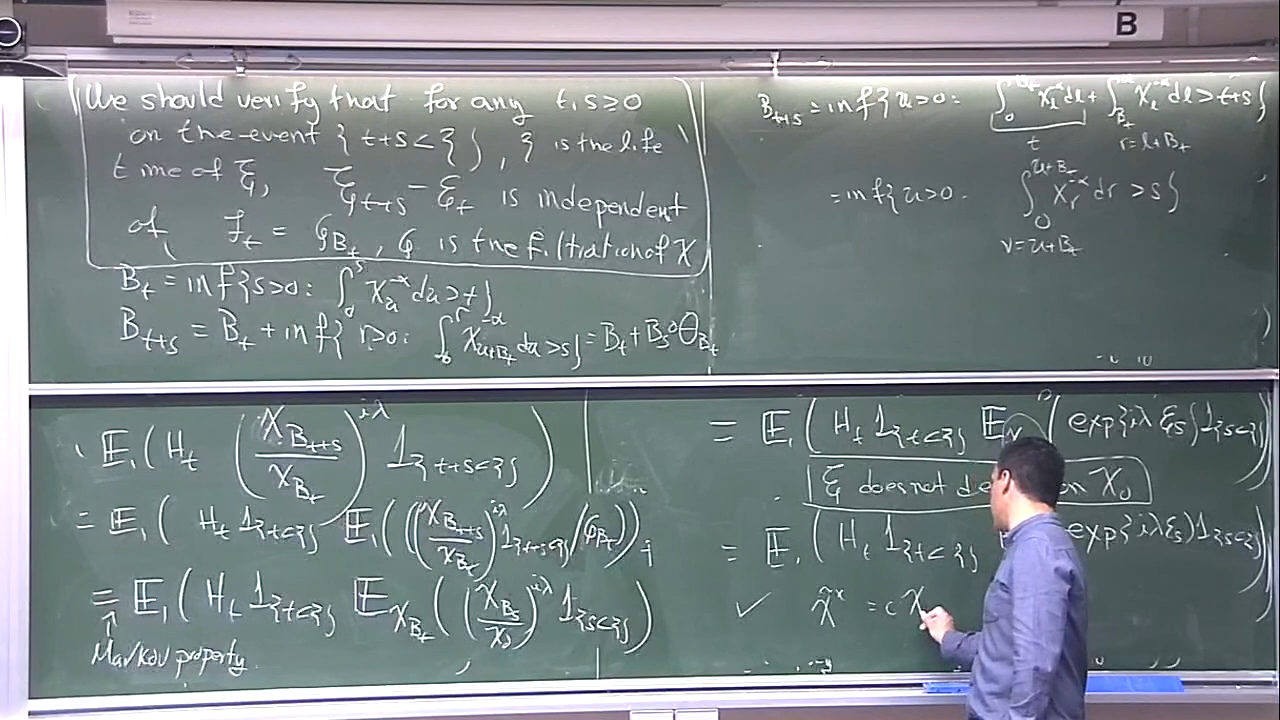 We should verify that for any t,s≥0
on the event {t+s<ζ}, ζ is the life
time of ξ, ξ_{t+s} - ξ_t is independent
of F_t = G_{B_t}, G is the filtration of X
B_t = inf{s>0: ∫_0^s X_u^{-α} du > t}
B_{t+s} = B_t + inf{r>0: ∫_0^r X_{u+B_t}^{-α} du > s} = B_t + B_s∘θ_{B_t}
B_{t+s} = inf{u>0: ∫_0^{B_t} X_l^{-α} dl + ∫_{B_t}^u X_l^{-α} dl > t+s}
t r=l+B_t
= inf{u>0: ∫_0^{u+B_t} X_r^{-α} dr > s}
v=u+B_t
E_1(H_t (X_{B_{t+s}}/X_{B_t})^{iλ} 1_{t+s<ζ})
= E_1(H_t 1_{t<ζ} E_1((X_{B_{t+s}}/X_{B_t})^{iλ} 1_{t+s<ζ} / G_{B_t}))
= E_1(H_t 1_{t<ζ} E_{X_{B_t}}((X_{B_s}/X_0)^{iλ} 1_{s<ζ}))
↑
Markov property
= E_1(H_t 1_{t<ζ} E_X (exp{iλξ_s} 1_{s<ζ}))
ξ does not on X_0
= E_1(H_t 1_{t<ζ} exp{iλξ_s} 1_{s<ζ})
✓ X̃^x = c X
B